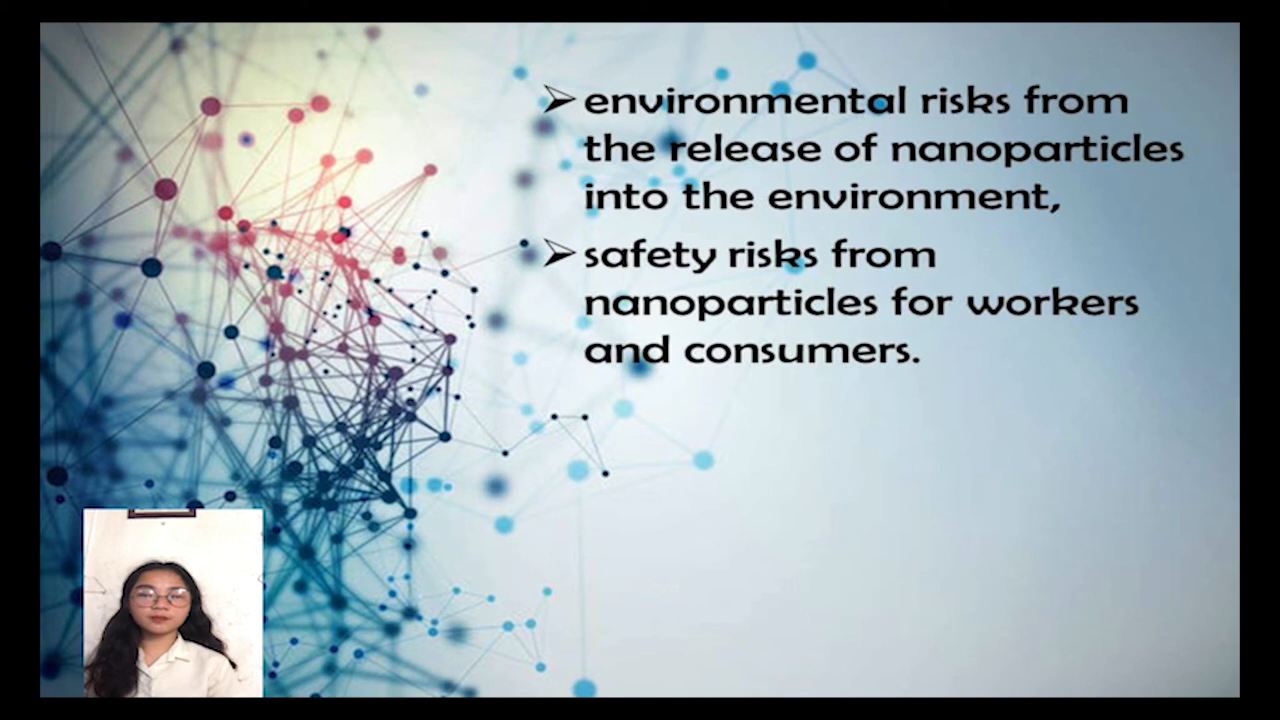 ➢ environmental risks from
the release of nanoparticles
into the environment,
➢ safety risks from
nanoparticles for workers
and consumers.